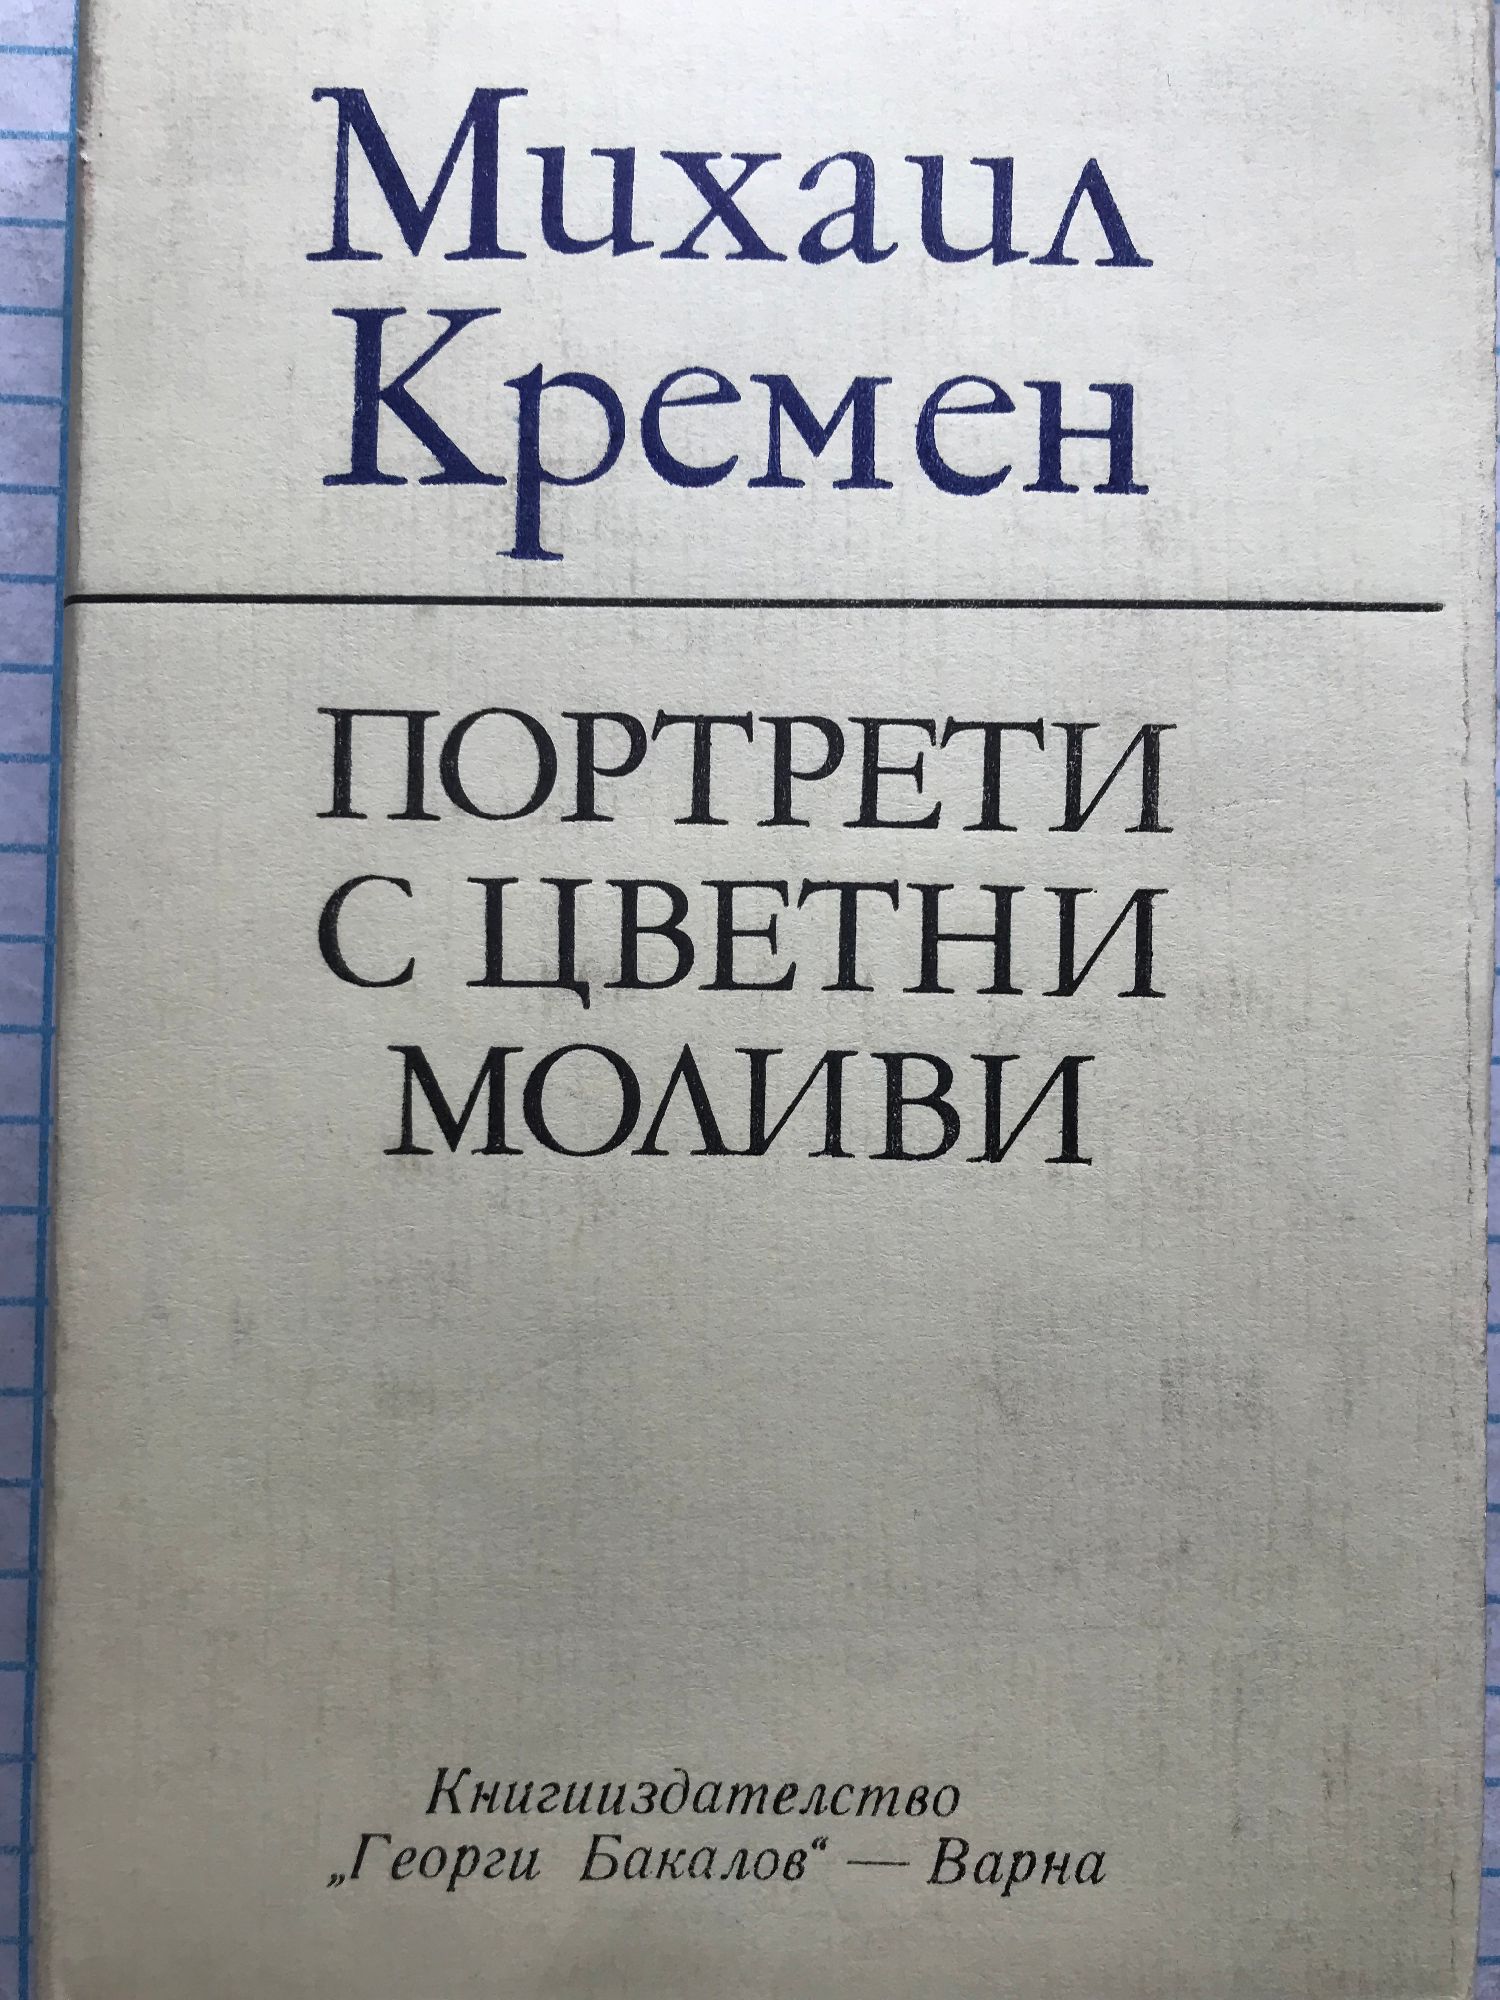 Михаил
Кремен
ПОРТРЕТИ
С ЦВЕТНИ
МОЛИВИ
Книгииздателство
„Георги Бакалов“ — Варна